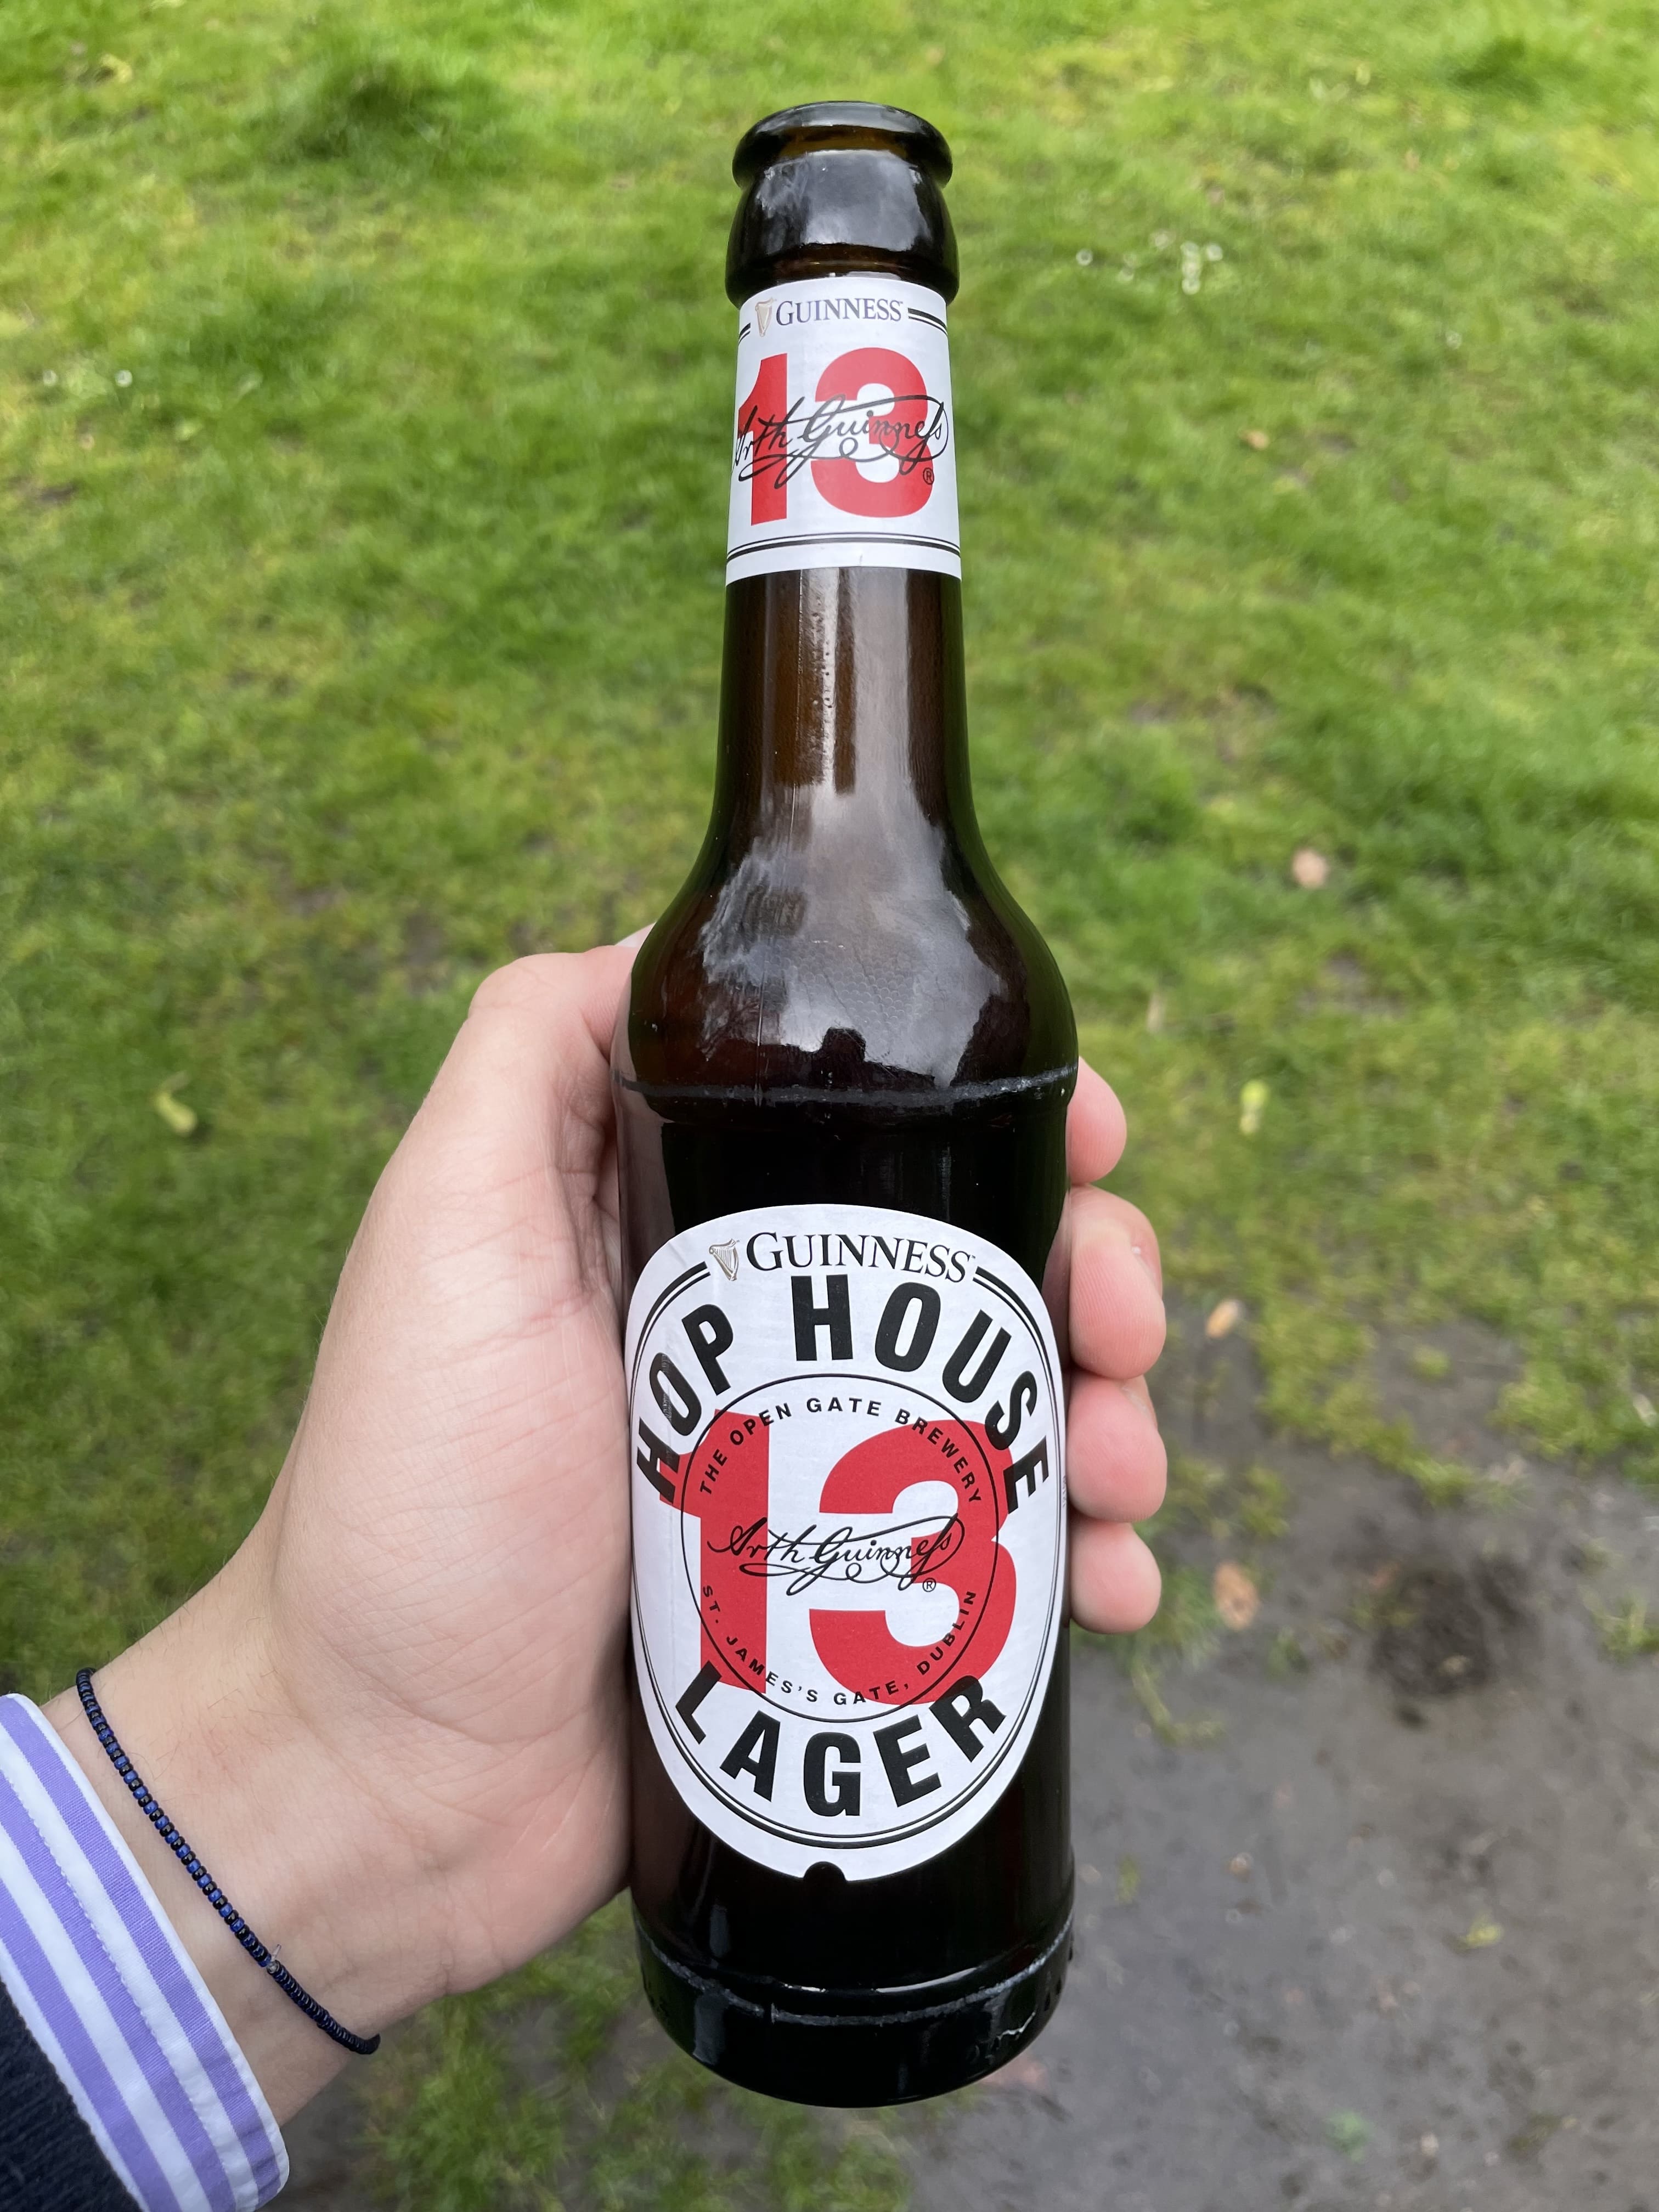 GUINNESS
13
Arth Guinness
®
GUINNESS
HOP HOUSE
THE OPEN GATE BREWERY
13
Arth Guinness
®
ST. JAMES'S GATE, DUBLIN
LAGER